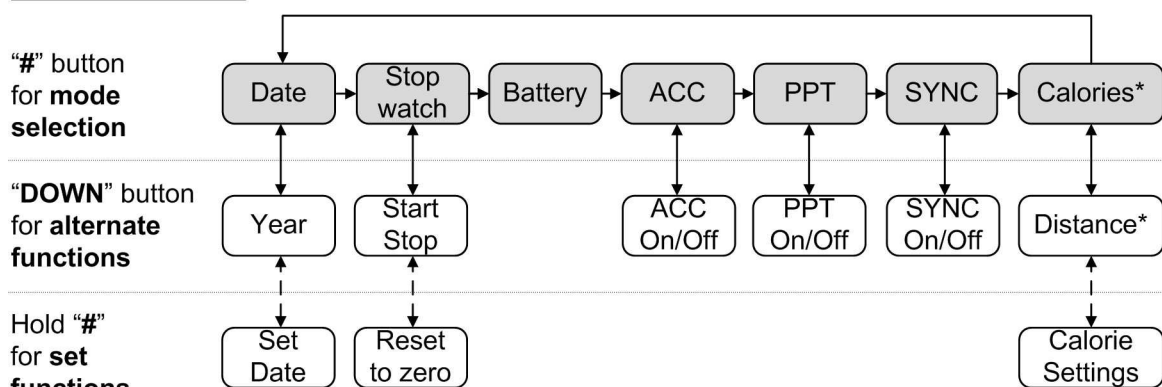 “#” button
for mode
selection
Date
Stop
watch
Battery
ACC
PPT
SYNC
Calories*
“DOWN” button
for alternate
functions
Year
Start
Stop
ACC
On/Off
PPT
On/Off
SYNC
On/Off
Distance*
Hold “#”
for set
functions
Set
Date
Reset
to zero
Calorie
Settings